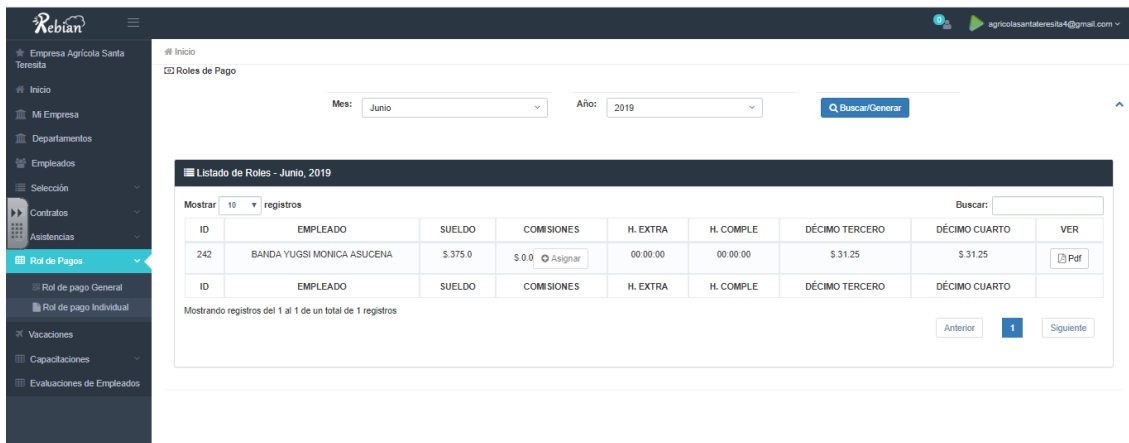 Rebian
0
agricolasantateresita4@gmail.com
Empresa Agrícola Santa
Teresita
Inicio
Mi Empresa
Departamentos
Empleados
Selección
Contratos
Asistencias
Rol de Pagos
Rol de pago General
Rol de pago Individual
Vacaciones
Capacitaciones
Evaluaciones de Empleados
Inicio
Roles de Pago
Mes: Junio Año: 2019 Buscar/Generar
Listado de Roles - Junio, 2019
Mostrar 10 registros Buscar:
ID EMPLEADO SUELDO COMISIONES H. EXTRA H. COMPLE DÉCIMO TERCERO DÉCIMO CUARTO VER
242 BANDA YUGSI MONICA ASUCENA $.375.0 $.0.0 Asignar 00:00:00 00:00:00 $.31.25 $.31.25 Pdf
ID EMPLEADO SUELDO COMISIONES H. EXTRA H. COMPLE DÉCIMO TERCERO DÉCIMO CUARTO
Mostrando registros del 1 al 1 de un total de 1 registros
Anterior 1 Siguiente